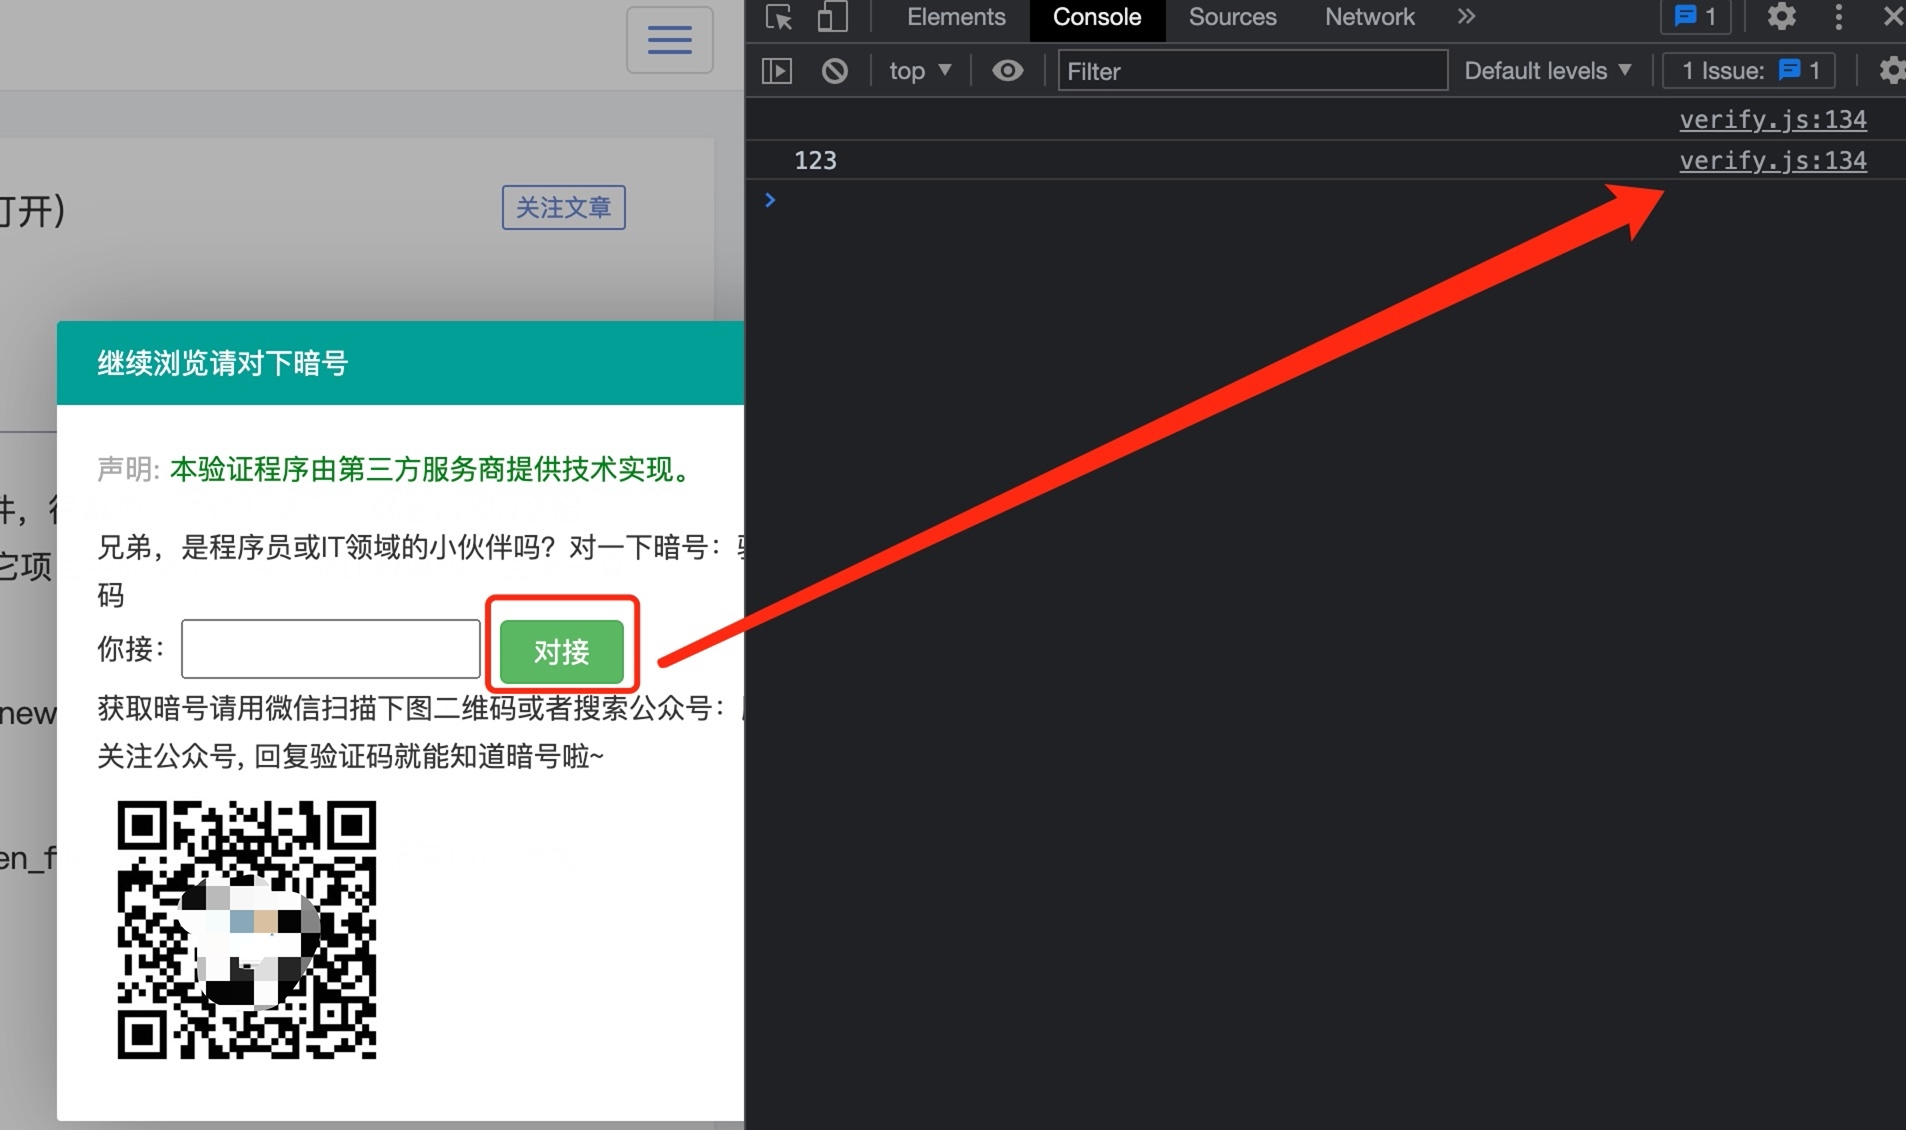 Elements Console Sources Network » 1
top Filter Default levels 1 Issue: 1
verify.js:134
123 verify.js:134
打开)
关注文章
继续浏览请对下暗号
声明: 本验证程序由第三方服务商提供技术实现。
件，
兄弟，是程序员或IT领域的小伙伴吗？对一下暗号：
它项
码
你接： 对接
获取暗号请用微信扫描下图二维码或者搜索公众号：
new
关注公众号, 回复验证码就能知道暗号啦~
en_f